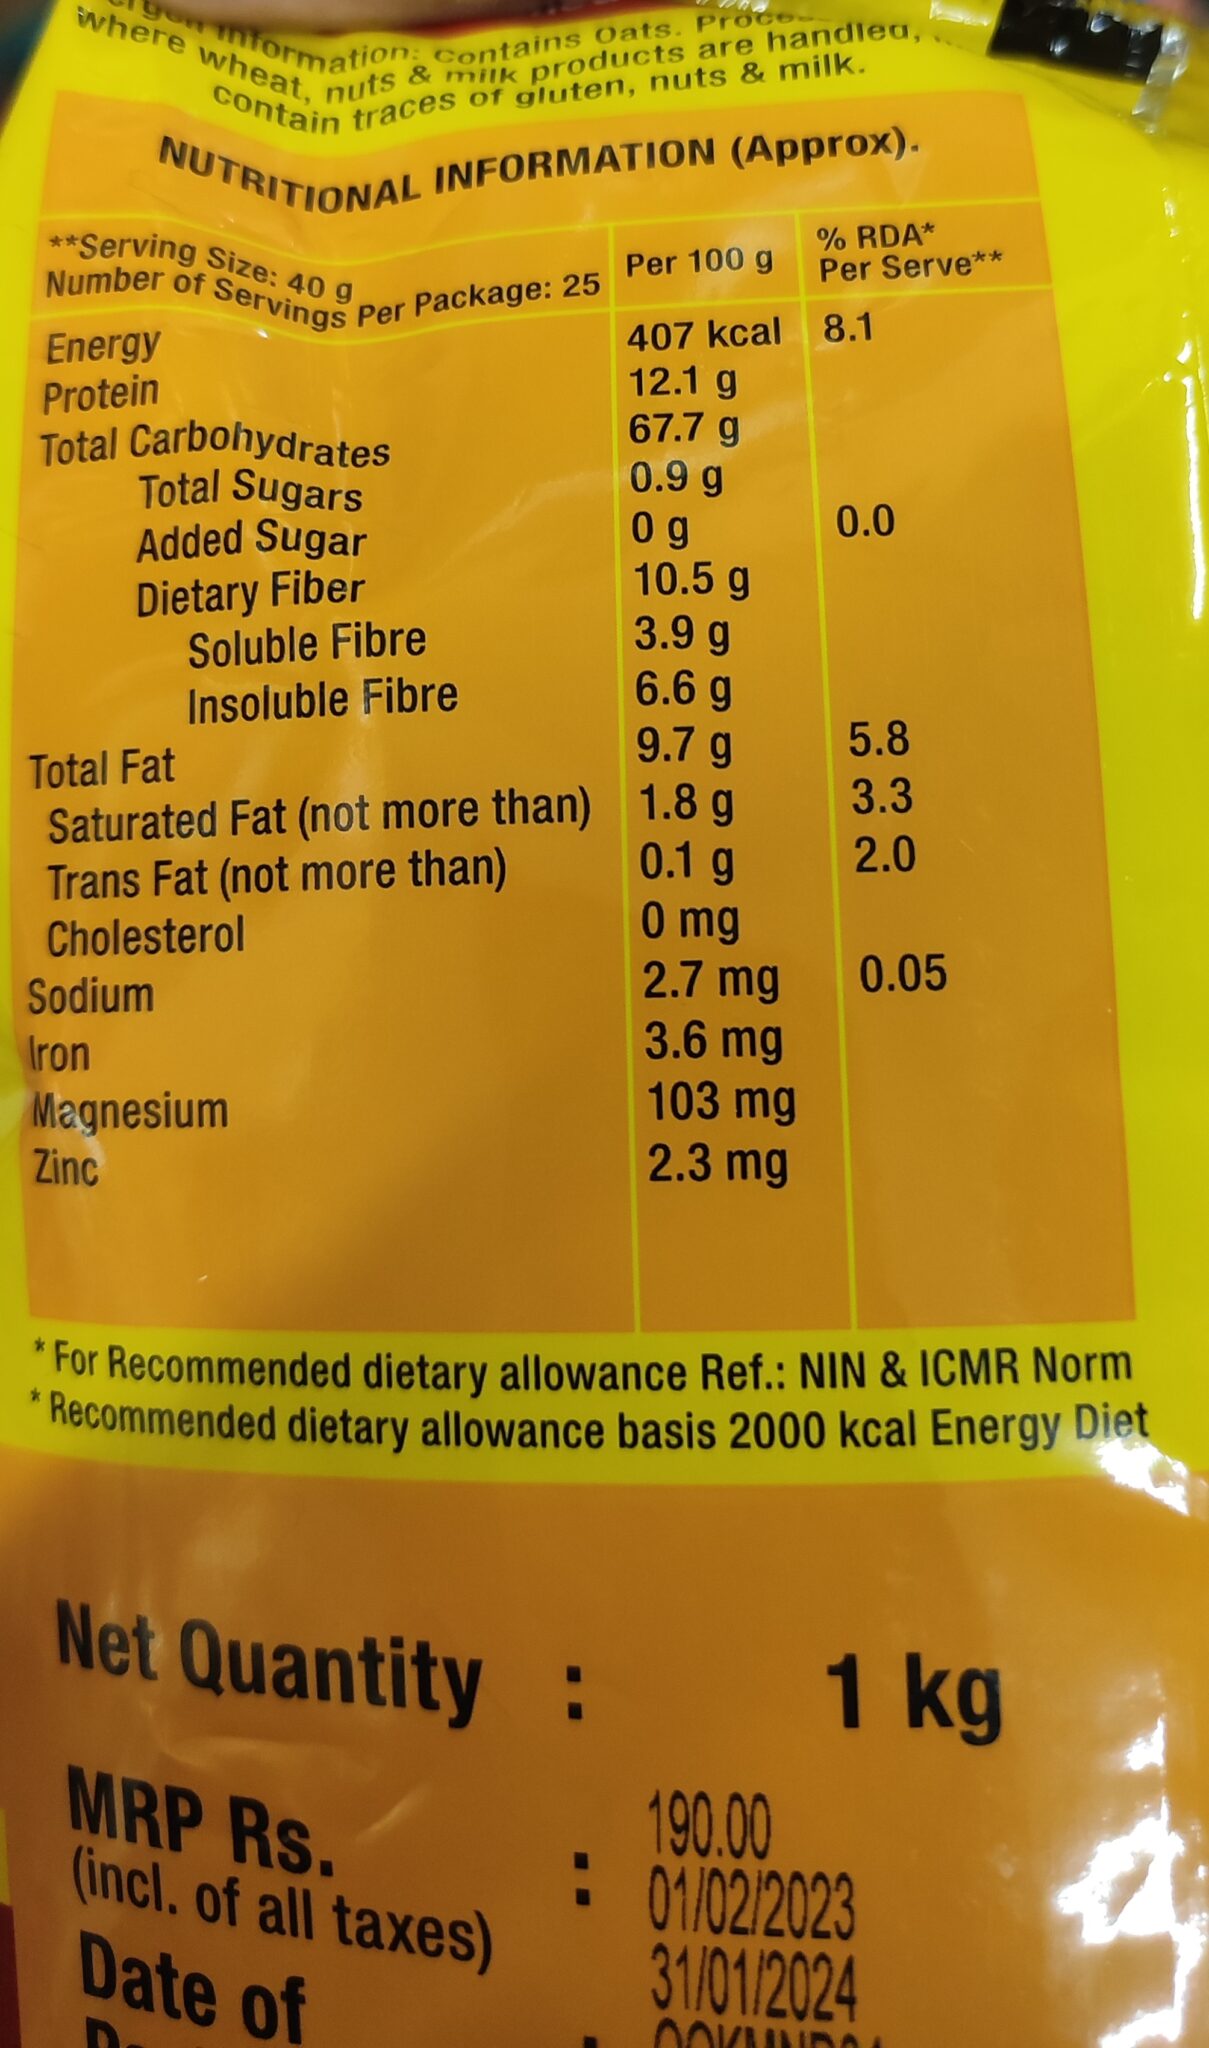 Information: Contains Oats.
where wheat, nuts & milk products are handled,
contain traces of gluten, nuts & milk.
NUTRITIONAL INFORMATION (Approx).
**Serving Size: 40 g
Number of Servings Per Package: 25
Per 100 g
% RDA*
Per Serve**
Energy 407 kcal 8.1
Protein 12.1 g
Total Carbohydrates 67.7 g
Total Sugars 0.9 g
Added Sugar 0 g 0.0
Dietary Fiber 10.5 g
Soluble Fibre 3.9 g
Insoluble Fibre 6.6 g
Total Fat 9.7 g 5.8
Saturated Fat (not more than) 1.8 g 3.3
Trans Fat (not more than) 0.1 g 2.0
Cholesterol 0 mg
Sodium 2.7 mg 0.05
Iron 3.6 mg
Magnesium 103 mg
Zinc 2.3 mg
* For Recommended dietary allowance Ref.: NIN & ICMR Norm
* Recommended dietary allowance basis 2000 kcal Energy Diet
Net Quantity : 1 kg
MRP Rs. 190.00
(incl. of all taxes) : 01/02/2023
Date of 31/01/2024